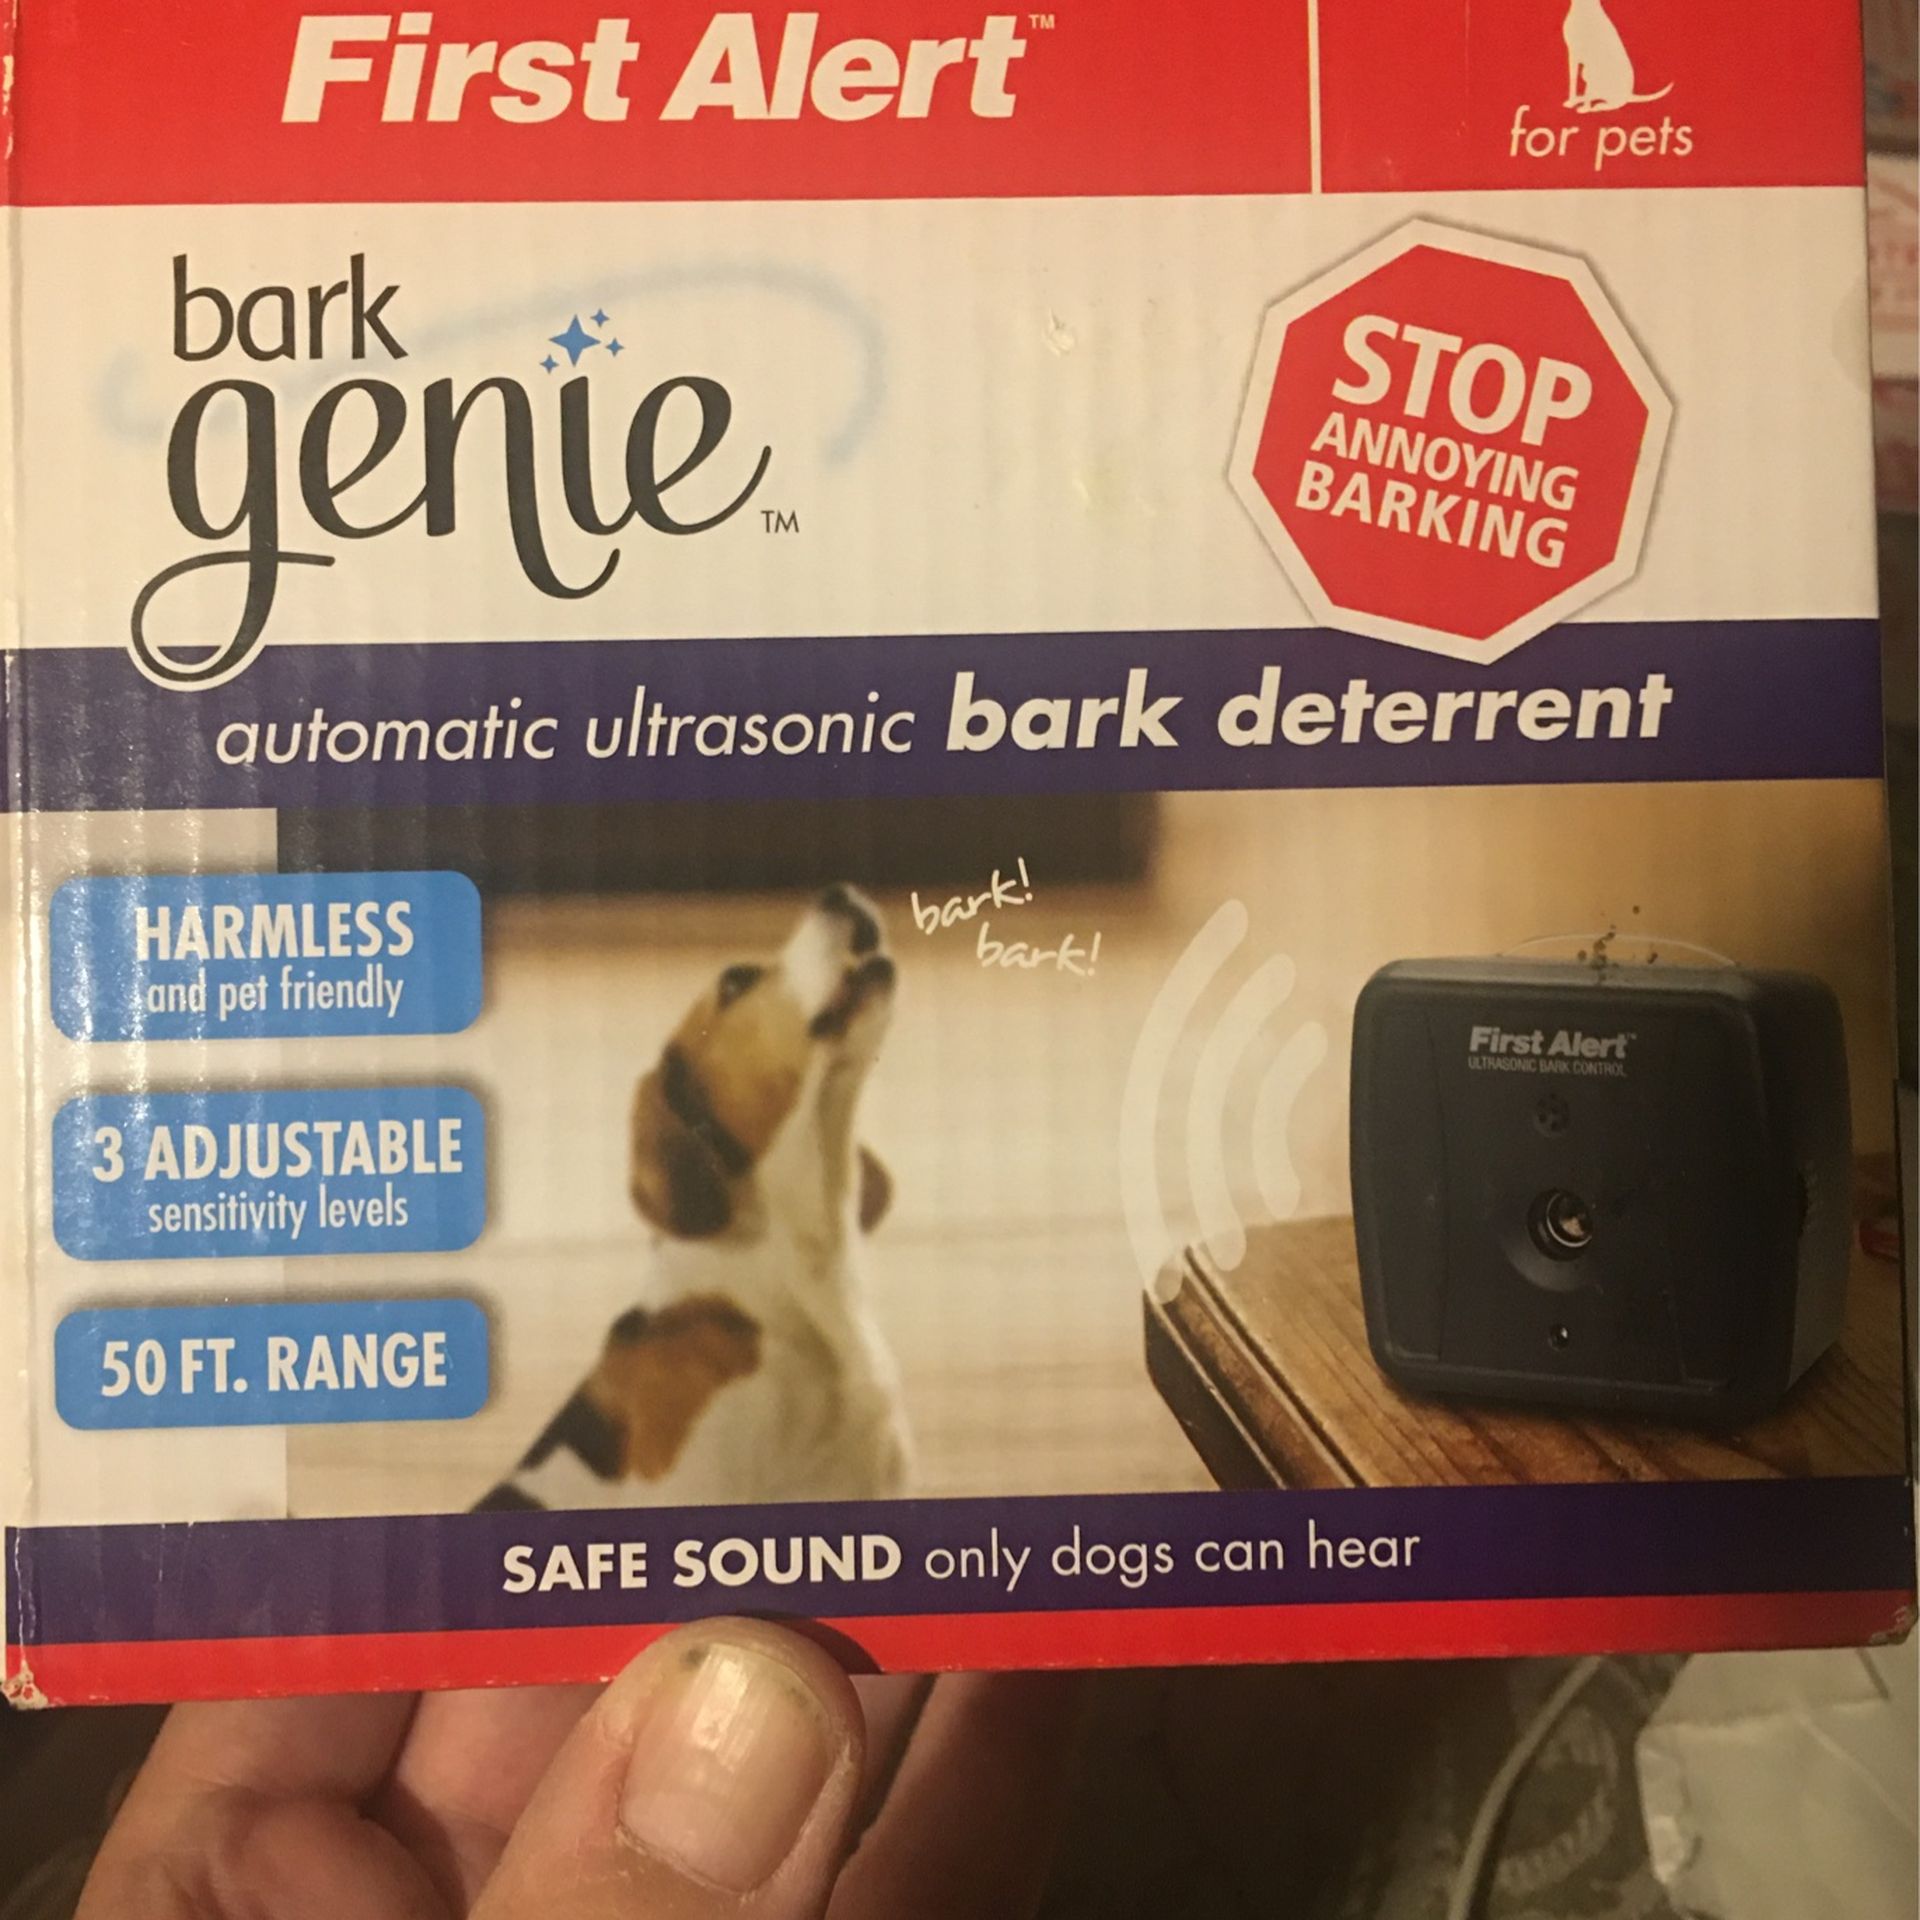 First Alert™
for pets
bark
genie™
STOP
ANNOYING
BARKING
automatic ultrasonic bark deterrent
HARMLESS
and pet friendly
bark!
bark!
First Alert™
ULTRASONIC BARK CONTROL
3 ADJUSTABLE
sensitivity levels
50 FT. RANGE
SAFE SOUND only dogs can hear